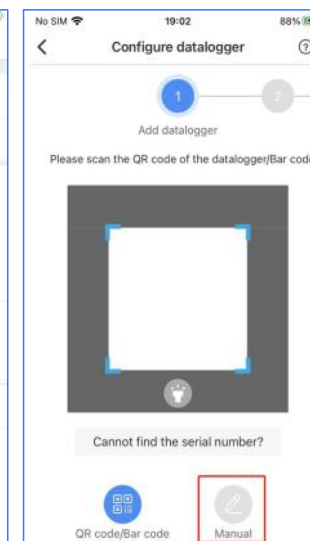 No SIM 19:02 88%
Configure datalogger ?
1 2
Add datalogger
Please scan the QR code of the datalogger/Bar code
Cannot find the serial number?
QR code/Bar code Manual